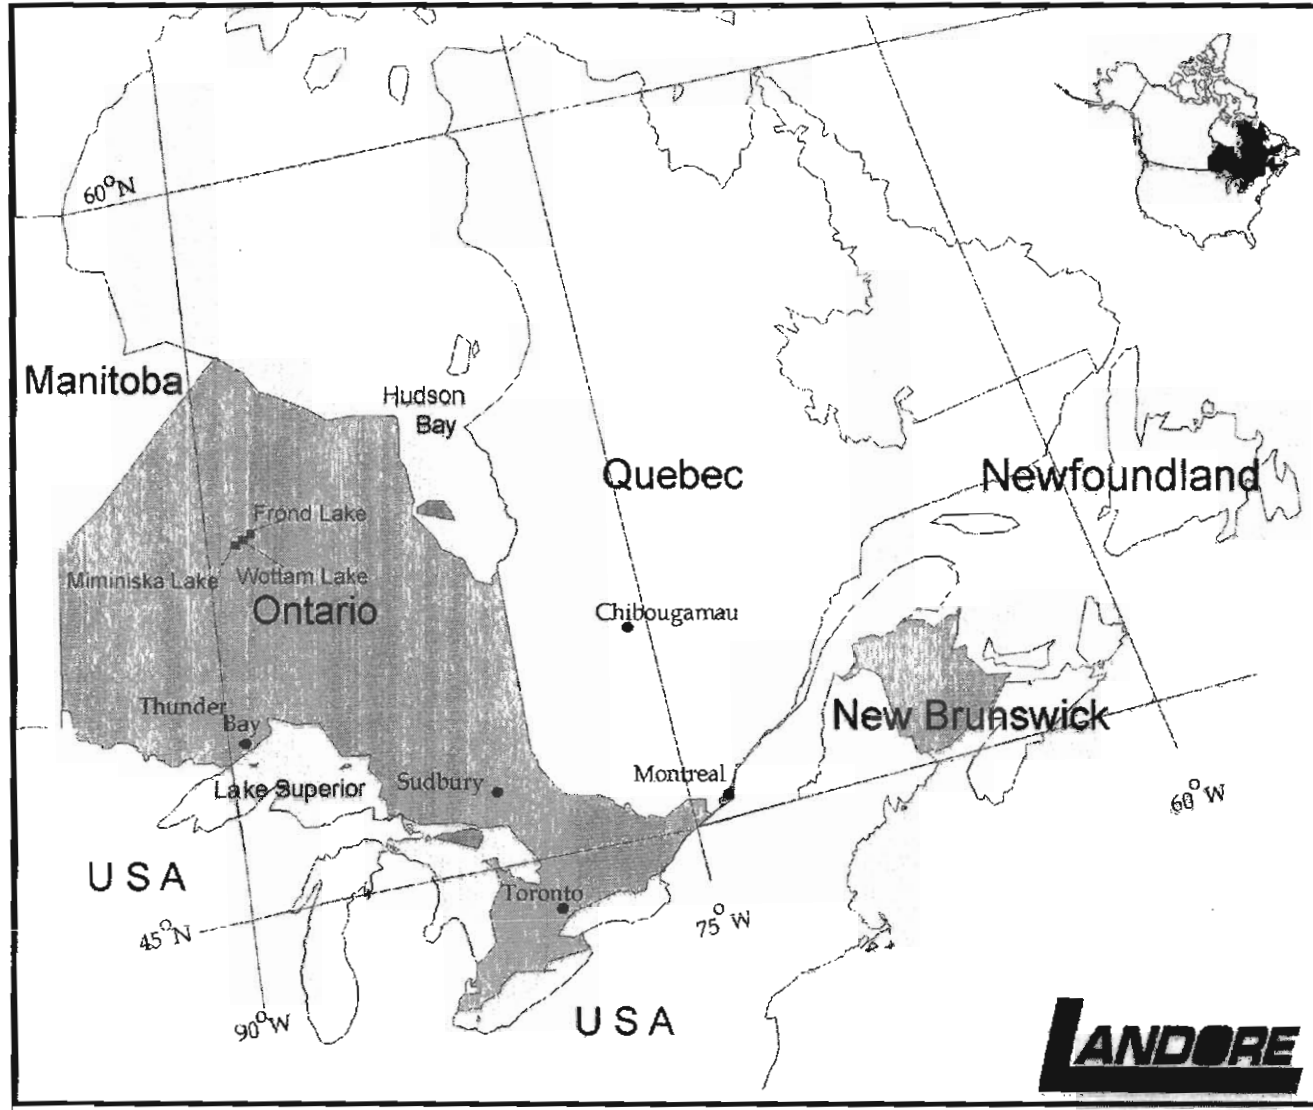 60°N
Manitoba
Hudson
Bay
Quebec
Newfoundland
Frond Lake
Miminiska Lake
Wottam Lake
Ontario
Chibougamau
Thunder
Bay
New Brunswick
Montreal
Sudbury
Lake Superior
60°W
USA
Toronto
45°N
75°W
90°W
USA
LANDORE